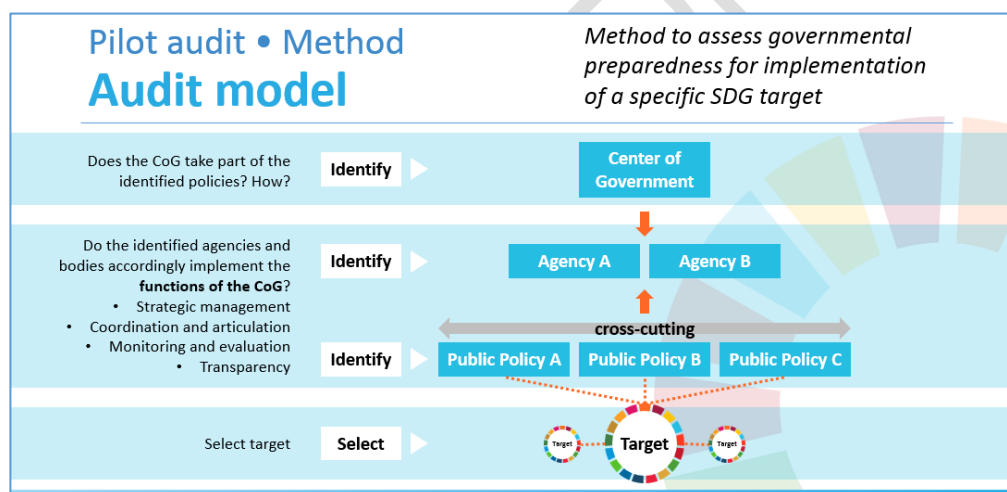 Pilot audit • Method
Audit model
Method to assess governmental
preparedness for implementation
of a specific SDG target
Does the CoG take part of the
identified policies? How?
Identify
Center of
Government
Do the identified agencies and
bodies accordingly implement the
functions of the CoG?
• Strategic management
• Coordination and articulation
• Monitoring and evaluation
• Transparency
Identify
Agency A
Agency B
cross-cutting
Identify
Public Policy A
Public Policy B
Public Policy C
Select target
Select
Target
Target
Target